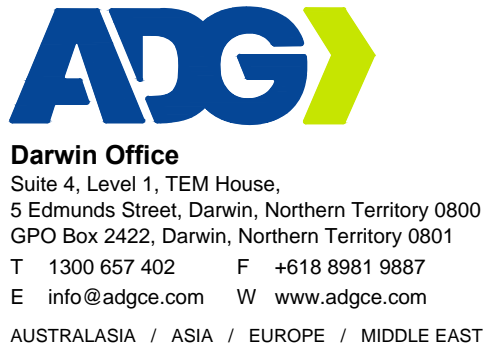 ADG
Darwin Office
Suite 4, Level 1, TEM House,
5 Edmunds Street, Darwin, Northern Territory 0800
GPO Box 2422, Darwin, Northern Territory 0801
T 1300 657 402 F +618 8981 9887
E info@adgce.com W www.adgce.com
AUSTRALASIA / ASIA / EUROPE / MIDDLE EAST